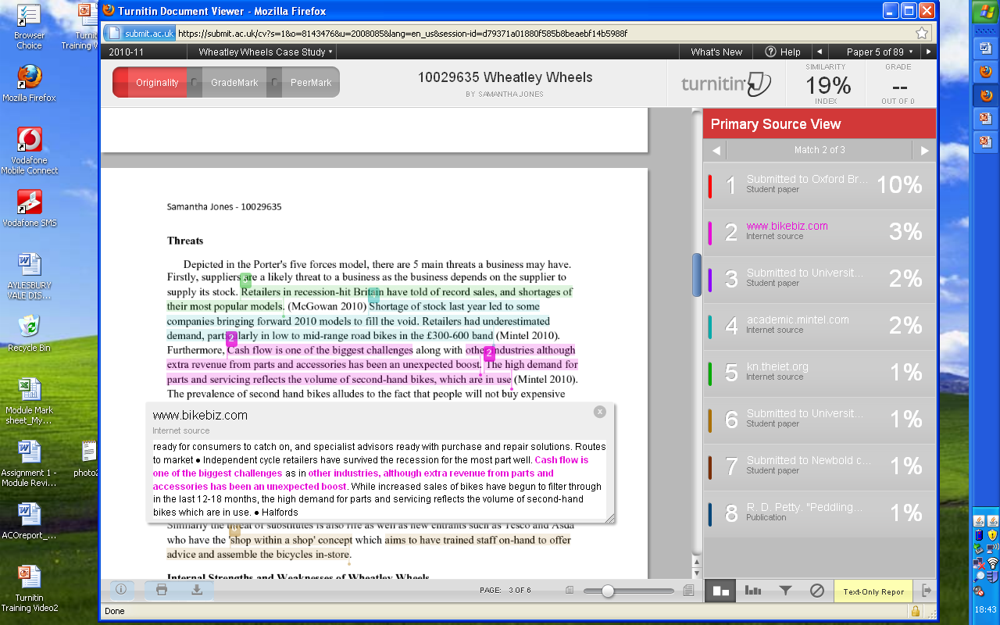 Browser
Choice
Turnit
Training W
Mozilla Firefox
Vodafone
Mobile Connect
Vodafone SMS
AYLESBURY
VALE DIS...
Recycle Bin
Module Mark
sheet_My...
Assignment 1 -
Module Revi...
photo2
ACOreport_...
Turnitin
Training Video2
Turnitin Document Viewer - Mozilla Firefox
submit.ac.uk https://submit.ac.uk/cv?s=1&o=8143476&u=2008085&lang=en_us&session-id=d79371a01880f585b8beaebf14b5998f
2010-11 Wheatley Wheels Case Study What's New Help Paper 5 of 89
Originality GradeMark PeerMark
10029635 Wheatley Wheels
BY SAMANTHA JONES
turnitin
SIMILARITY
19%
INDEX
GRADE
--
OUT OF 0
Samantha Jones - 10029635
Threats
Depicted in the Porter's five forces model, there are 5 main threats a business may have.
Firstly, suppliers are a likely threat to a business as the business depends on the supplier to
supply its stock. Retailers in recession-hit Britain have told of record sales, and shortages of
their most popular models. (McGowan 2010) Shortage of stock last year led to some
companies bringing forward 2010 models to fill the void. Retailers had underestimated
demand, particularly in low to mid-range road bikes in the £300-600 band (Mintel 2010).
2
Furthermore, Cash flow is one of the biggest challenges along with other industries although
2
extra revenue from parts and accessories has been an unexpected boost. The high demand for
parts and servicing reflects the volume of second-hand bikes, which are in use (Mintel 2010).
The prevalence of second hand bikes alludes to the fact that people will not buy expensive
www.bikebiz.com
x
Internet source
ready for consumers to catch on, and specialist advisors ready with purchase and repair solutions. Routes
to market ● Independent cycle retailers have survived the recession for the most part well. Cash flow is
one of the biggest challenges as in other industries, although extra revenue from parts and
accessories has been an unexpected boost. While increased sales of bikes have begun to filter through
in the last 12-18 months, the high demand for parts and servicing reflects the volume of second-hand
bikes which are in use. ● Halfords
Similarly the threat of substitutes is also rife as well as new entrants such as Tesco and Asda
who have the 'shop within a shop' concept which aims to have trained staff on-hand to offer
advice and assemble the bicycles in-store.
Internal Strengths and Weaknesses of Wheatley Wheels
Primary Source View
Match 2 of 3
1 Submitted to Oxford Br... 10%
Student paper
2 www.bikebiz.com 3%
Internet source
3 Submitted to Universit... 2%
Student paper
4 academic.mintel.com 2%
Internet source
5 kn.theiet.org 1%
Internet source
6 Submitted to Universit... 1%
Student paper
7 Submitted to Newbold c... 1%
Student paper
8 R. D. Petty. "Peddling... 1%
Publication
PAGE: 3 OF 6
Text-Only Repor
Done
18:43